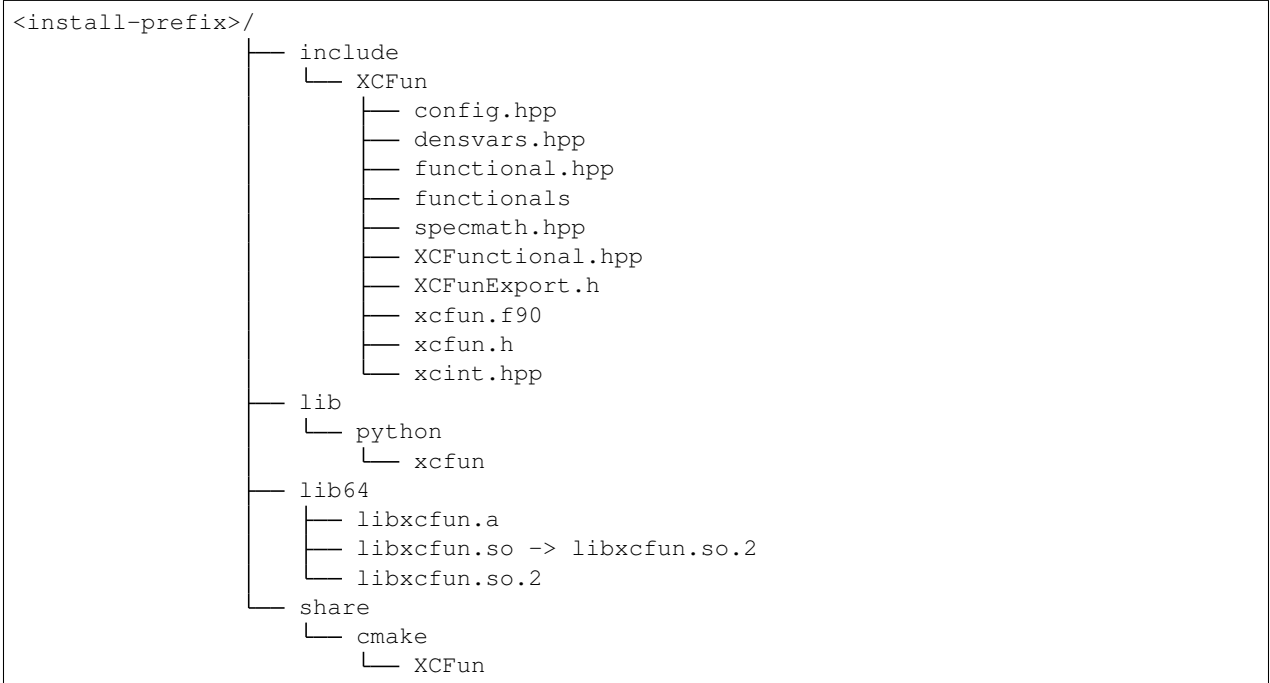 <install-prefix>/
├── include
│   └── XCFun
│       ├── config.hpp
│       ├── densvars.hpp
│       ├── functional.hpp
│       ├── functionals
│       ├── specmath.hpp
│       ├── XCFunctional.hpp
│       ├── XCFunExport.h
│       ├── xcfun.f90
│       ├── xcfun.h
│       └── xcint.hpp
├── lib
│   └── python
│       └── xcfun
├── lib64
│   ├── libxcfun.a
│   ├── libxcfun.so -> libxcfun.so.2
│   └── libxcfun.so.2
└── share
    └── cmake
        └── XCFun